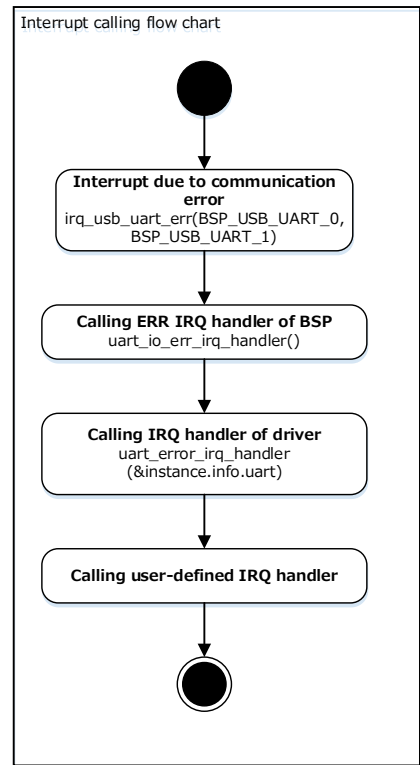 Interrupt calling flow chart
Interrupt due to communication
error
irq_usb_uart_err(BSP_USB_UART_0,
BSP_USB_UART_1)
Calling ERR IRQ handler of BSP
uart_io_err_irq_handler()
Calling IRQ handler of driver
uart_error_irq_handler
(&instance.info.uart)
Calling user-defined IRQ handler